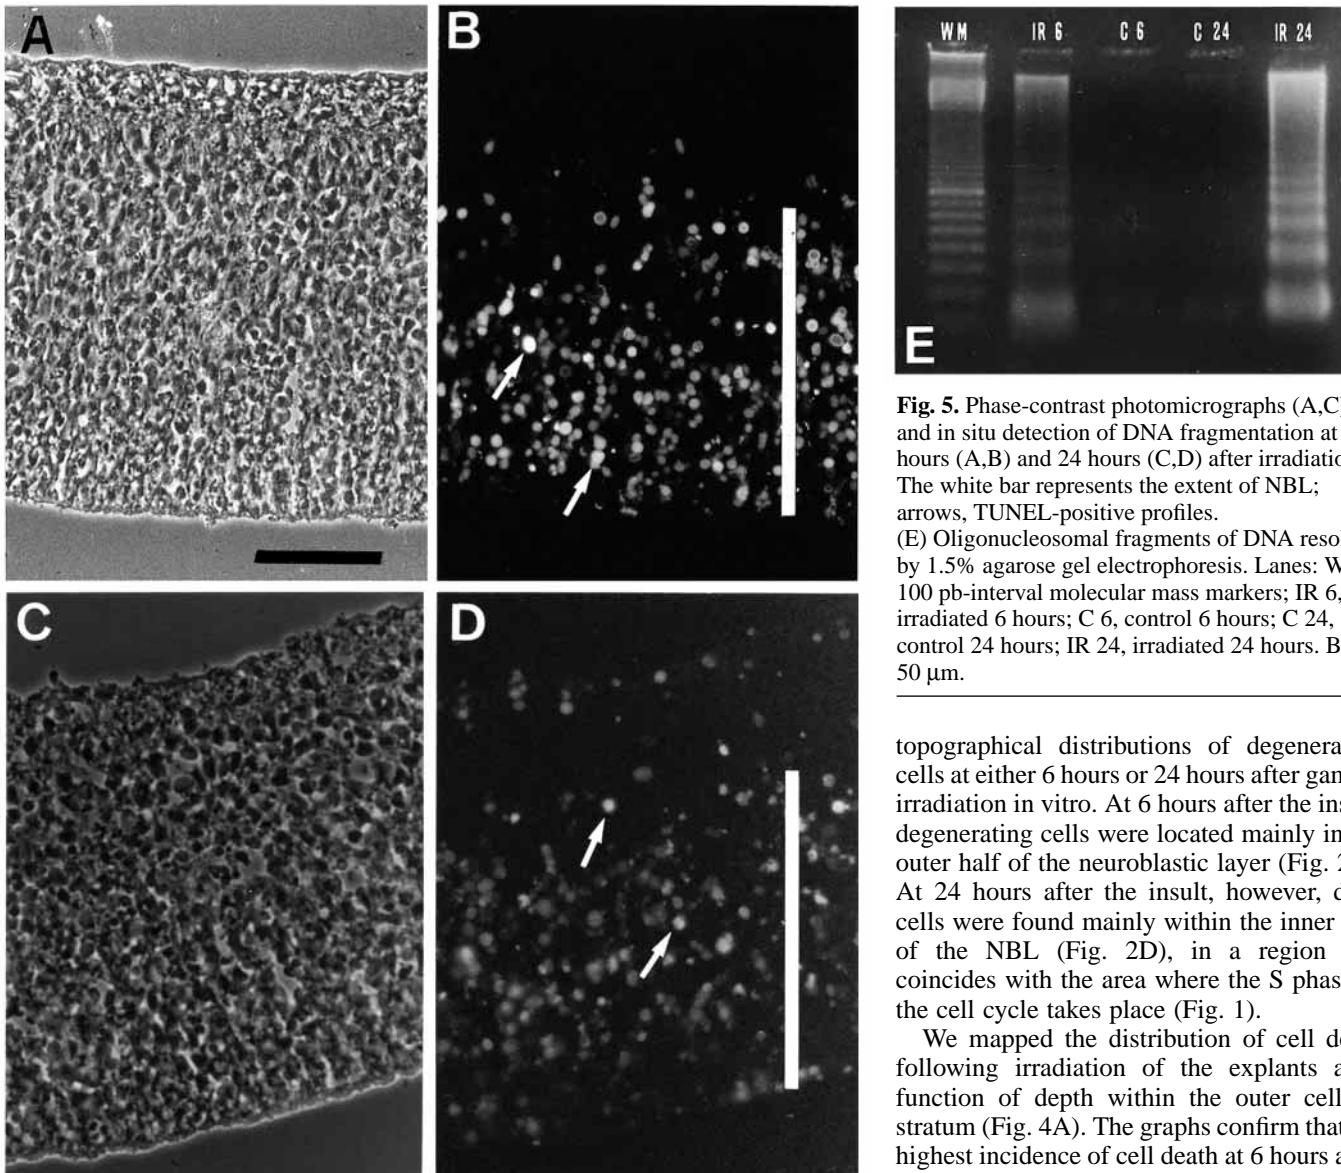 A
B
C
D
WM IR 6 C 6 C 24 IR 24
E
Fig. 5. Phase-contrast photomicrographs (A,C)
and in situ detection of DNA fragmentation at
hours (A,B) and 24 hours (C,D) after irradiatio
The white bar represents the extent of NBL;
arrows, TUNEL-positive profiles.
(E) Oligonucleosomal fragments of DNA resol
by 1.5% agarose gel electrophoresis. Lanes: W
100 pb-interval molecular mass markers; IR 6,
irradiated 6 hours; C 6, control 6 hours; C 24,
control 24 hours; IR 24, irradiated 24 hours. B
50 μm.
topographical distributions of degenera
cells at either 6 hours or 24 hours after gan
irradiation in vitro. At 6 hours after the ins
degenerating cells were located mainly in
outer half of the neuroblastic layer (Fig. 2
At 24 hours after the insult, however, d
cells were found mainly within the inner
of the NBL (Fig. 2D), in a region
coincides with the area where the S phas
the cell cycle takes place (Fig. 1).
We mapped the distribution of cell de
following irradiation of the explants a
function of depth within the outer cell
stratum (Fig. 4A). The graphs confirm that
highest incidence of cell death at 6 hours a